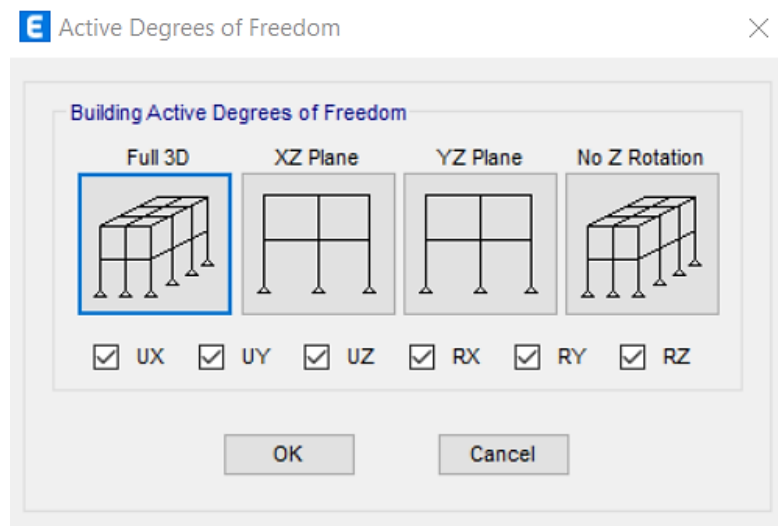 E Active Degrees of Freedom
Building Active Degrees of Freedom
Full 3D XZ Plane YZ Plane No Z Rotation
UX UY UZ RX RY RZ
OK Cancel